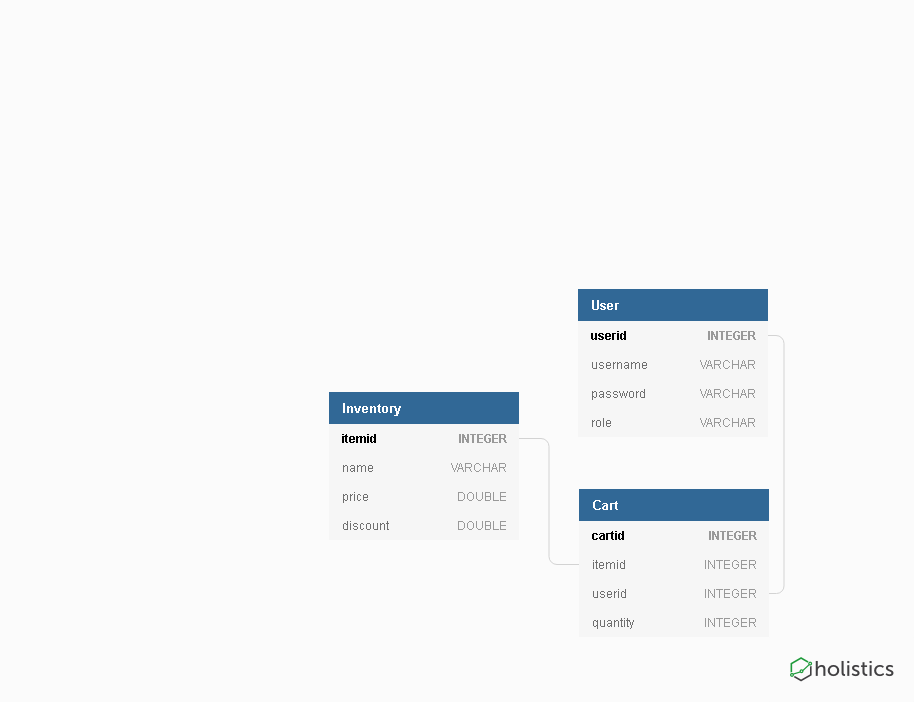 User
userid INTEGER
username VARCHAR
password VARCHAR
role VARCHAR
Inventory
itemid INTEGER
name VARCHAR
price DOUBLE
discount DOUBLE
Cart
cartid INTEGER
itemid INTEGER
userid INTEGER
quantity INTEGER
holistics